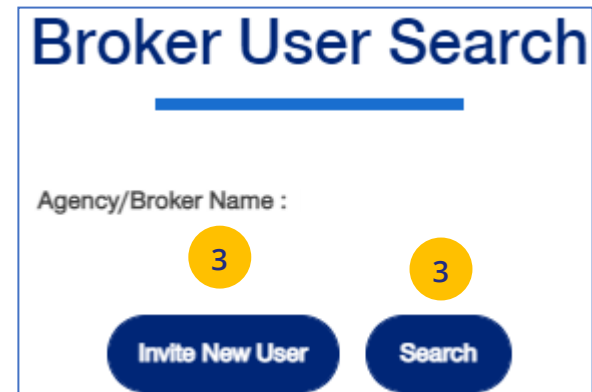 Broker User Search
Agency/Broker Name :
3 3
Invite New User Search